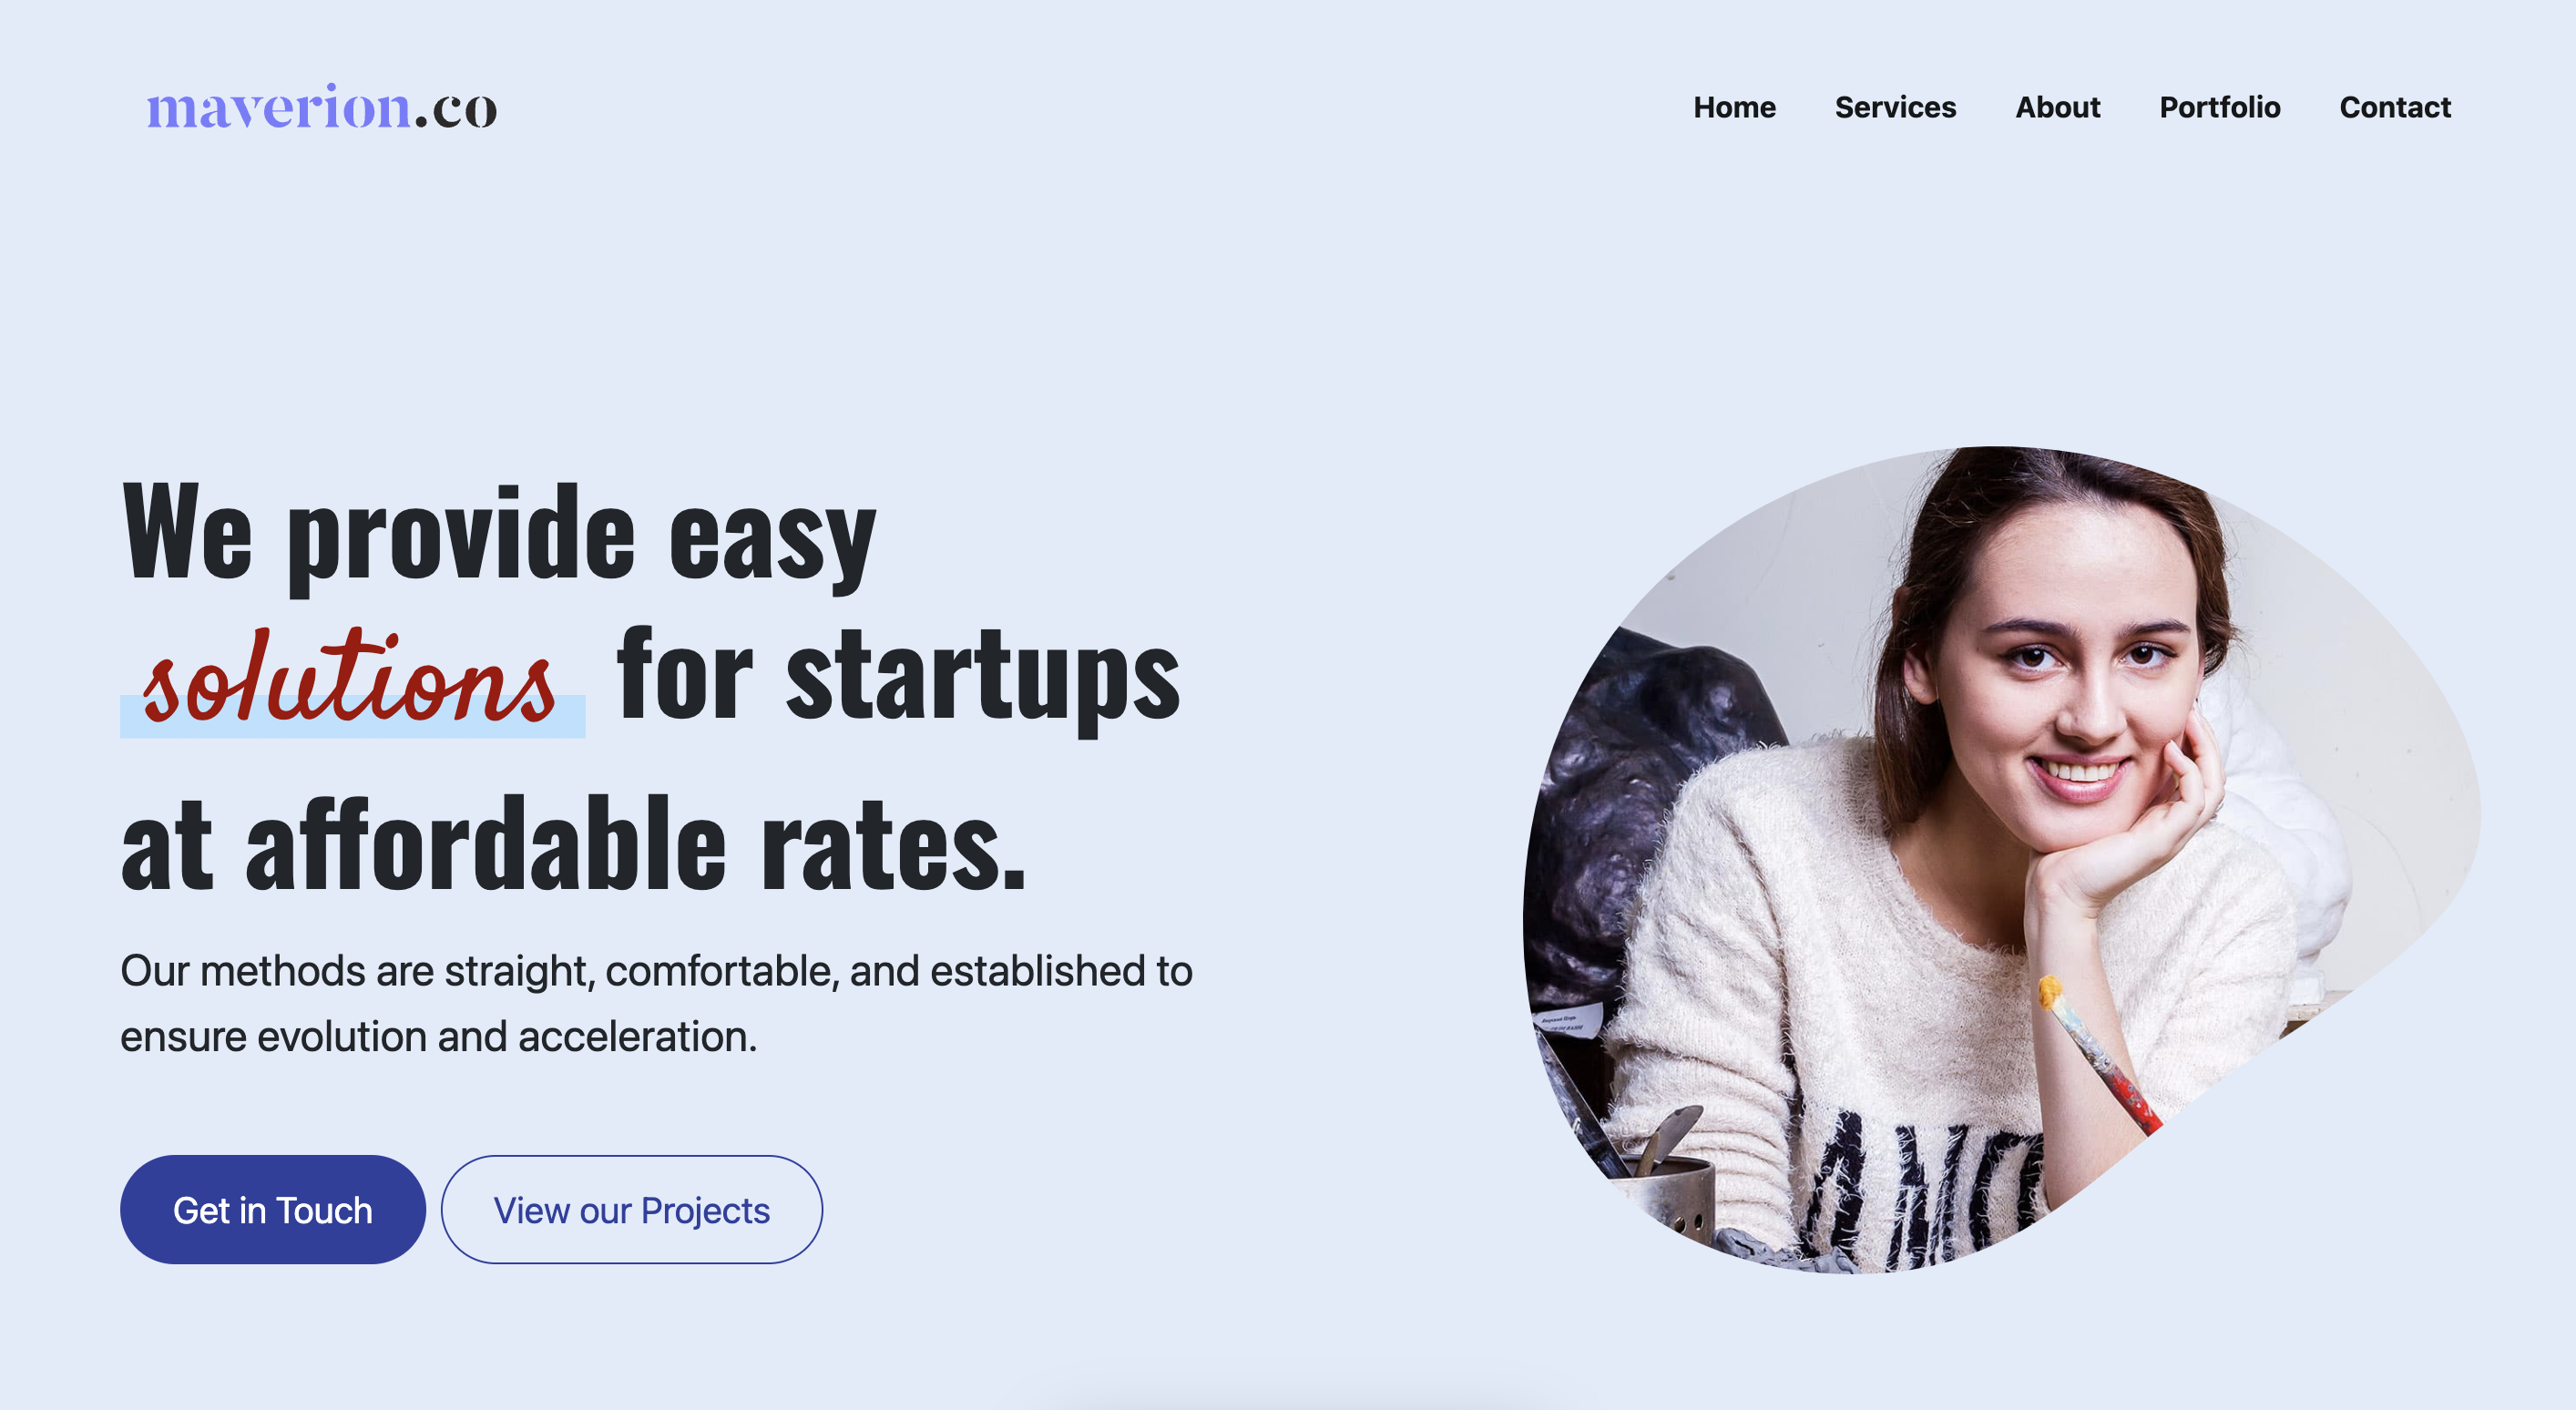 maverion.co
Home Services About Portfolio Contact
We provide easy
solutions for startups
at affordable rates.
Our methods are straight, comfortable, and established to
ensure evolution and acceleration.
Get in Touch View our Projects